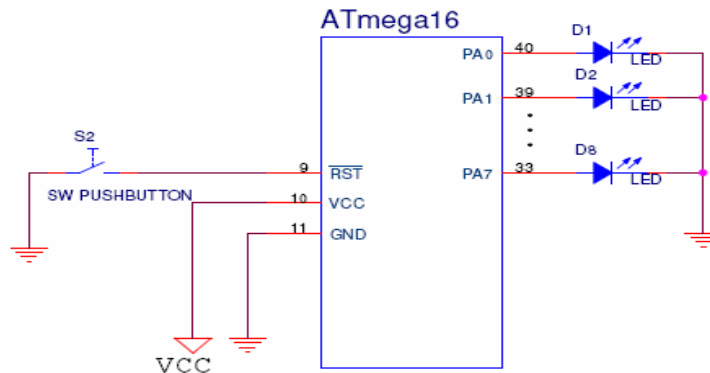 ATmega16
D1
PA0 40
LED
D2
PA1 39
LED
S2
D8
9 RST
PA7 33
LED
SW PUSHBUTTON
10 VCC
11 GND
VCC